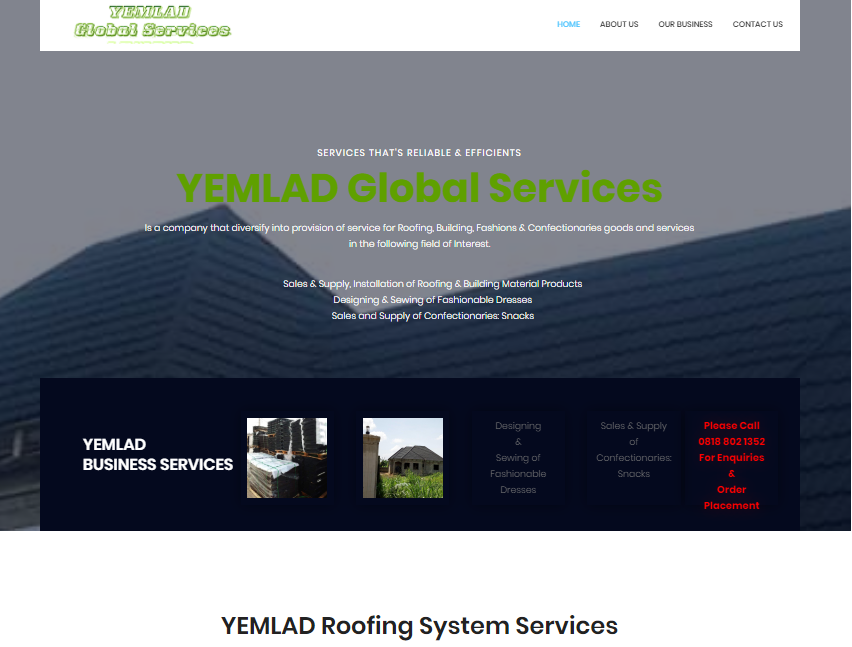 YEMLAD
Global Services
HOME
ABOUT US
OUR BUSINESS
CONTACT US
SERVICES THAT'S RELIABLE & EFFICIENTS
YEMLAD Global Services
Is a company that diversify into provision of service for Roofing, Building, Fashions & Confectionaries goods and services
in the following field of Interest.
Sales & Supply, Installation of Roofing & Building Material Products
Designing & Sewing of Fashionable Dresses
Sales and Supply of Confectionaries: Snacks
YEMLAD
BUSINESS SERVICES
Designing
&
Sewing of
Fashionable
Dresses
Sales & Supply
of
Confectionaries:
Snacks
Please Call
0818 802 1352
For Enquiries
&
Order
Placement
YEMLAD Roofing System Services